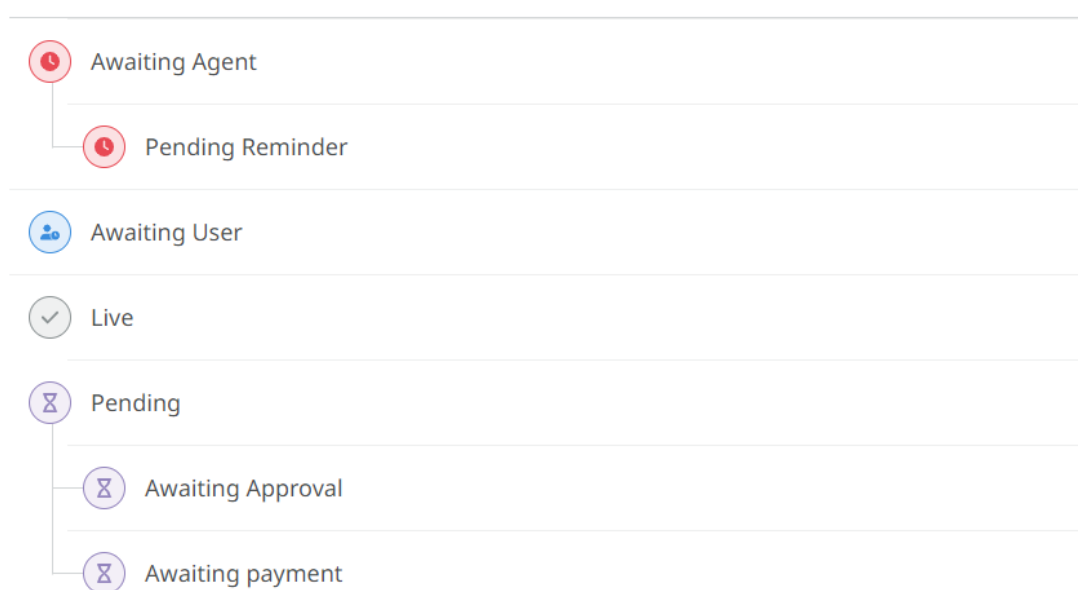 Awaiting Agent
Pending Reminder
Awaiting User
Live
Pending
Awaiting Approval
Awaiting payment